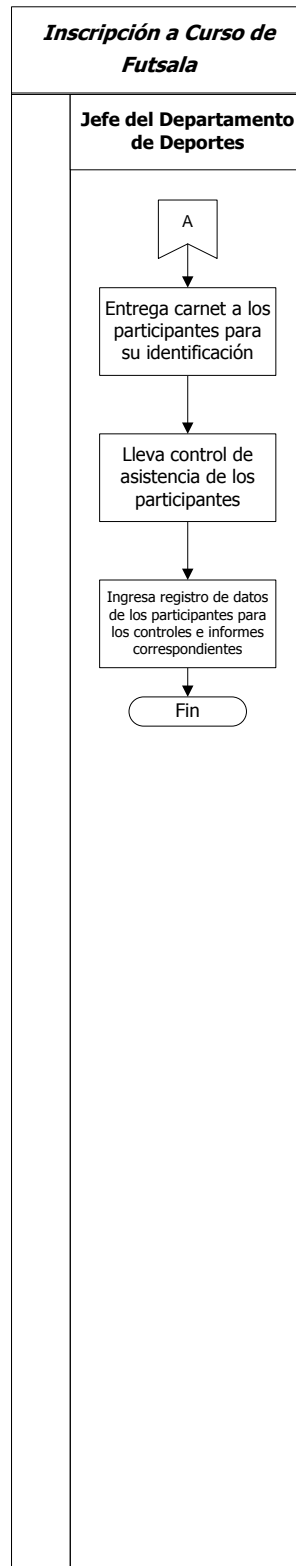 Inscripción a Curso de
Futsala
Jefe del Departamento
de Deportes
A
Entrega carnet a los
participantes para
su identificación
Lleva control de
asistencia de los
participantes
Ingresa registro de datos
de los participantes para
los controles e informes
correspondientes
Fin